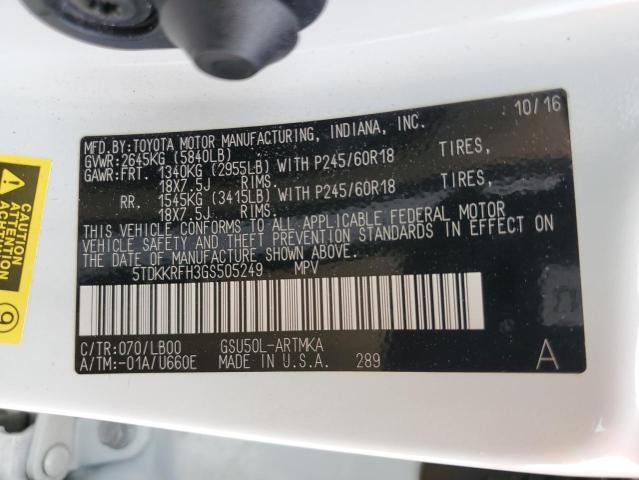 10/16
MFD.BY:TOYOTA MOTOR MANUFACTURING, INDIANA, INC.
GVWR:2645KG (5840LB)
GAWR:FRT. 1340KG (2955LB) WITH P245/60R18 TIRES,
18X7.5J RIMS.
RR. 1545KG (3415LB) WITH P245/60R18 TIRES,
18X7.5J RIMS.
THIS VEHICLE CONFORMS TO ALL APPLICABLE FEDERAL MOTOR
VEHICLE SAFETY AND THEFT PREVENTION STANDARDS IN EFFECT ON
THE DATE OF MANUFACTURE SHOWN ABOVE.
5TDKKRFH3GS505249 MPV
C/TR:070/LB00 GSU50L-ARTMKA
A/TM:-01A/U660E MADE IN U.S.A. 289 A
CAUTION
ATTENTION